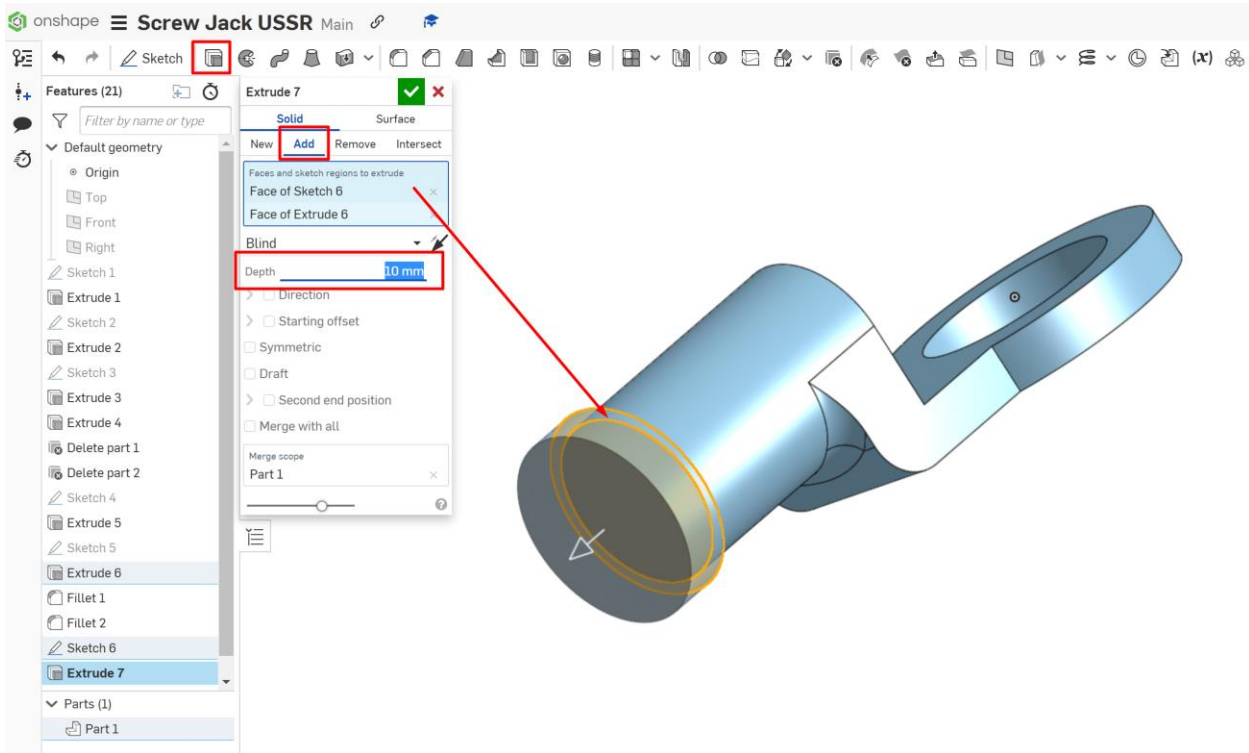 onshape Screw Jack USSR Main
Sketch
(x)
Features (21)
Filter by name or type
Default geometry
Origin
Top
Front
Right
Sketch 1
Extrude 1
Sketch 2
Extrude 2
Sketch 3
Extrude 3
Extrude 4
Delete part 1
Delete part 2
Sketch 4
Extrude 5
Sketch 5
Extrude 6
Fillet 1
Fillet 2
Sketch 6
Extrude 7
Parts (1)
Part 1
Extrude 7
Solid Surface
New Add Remove Intersect
Faces and sketch regions to extrude
Face of Sketch 6
Face of Extrude 6
Blind
Depth 10 mm
Direction
Starting offset
Symmetric
Draft
Second end position
Merge with all
Merge scope
Part 1